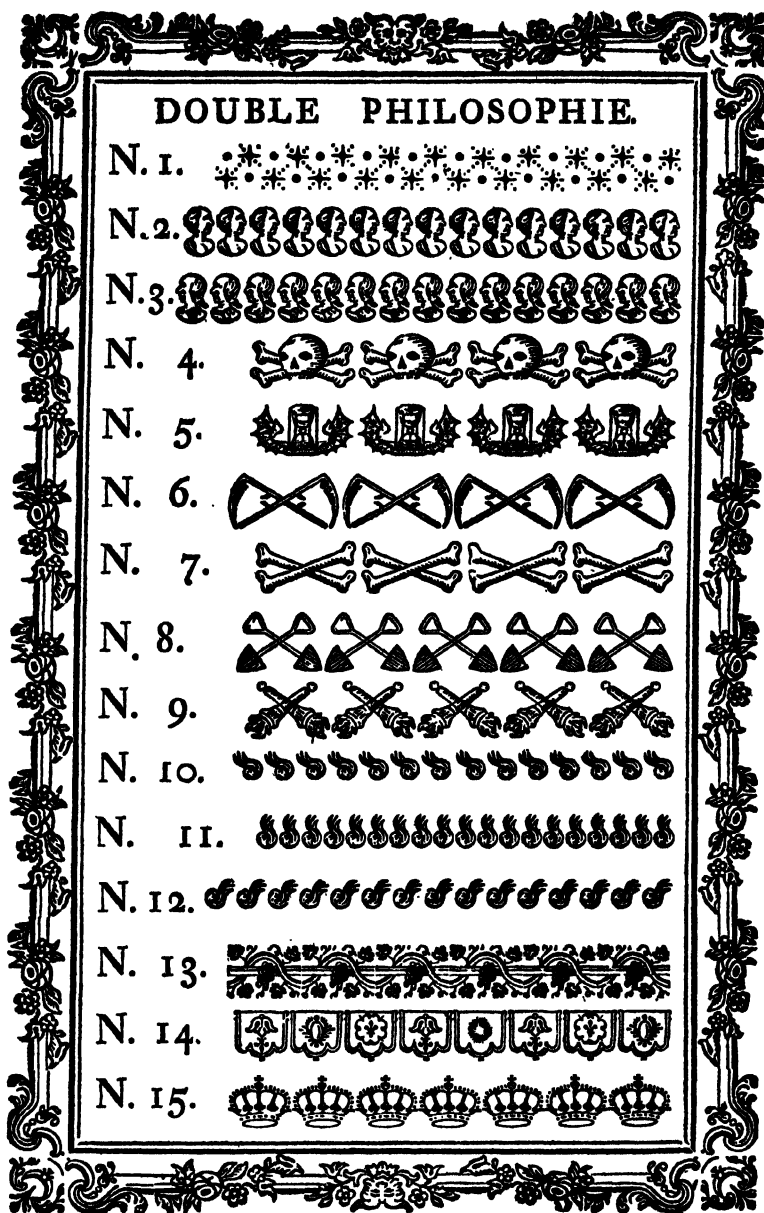 DOUBLE PHILOSOPHIE.
N. 1.
N. 2.
N. 3.
N. 4.
N. 5.
N. 6.
N. 7.
N. 8.
N. 9.
N. 10.
N. 11.
N. 12.
N. 13.
N. 14.
N. 15.